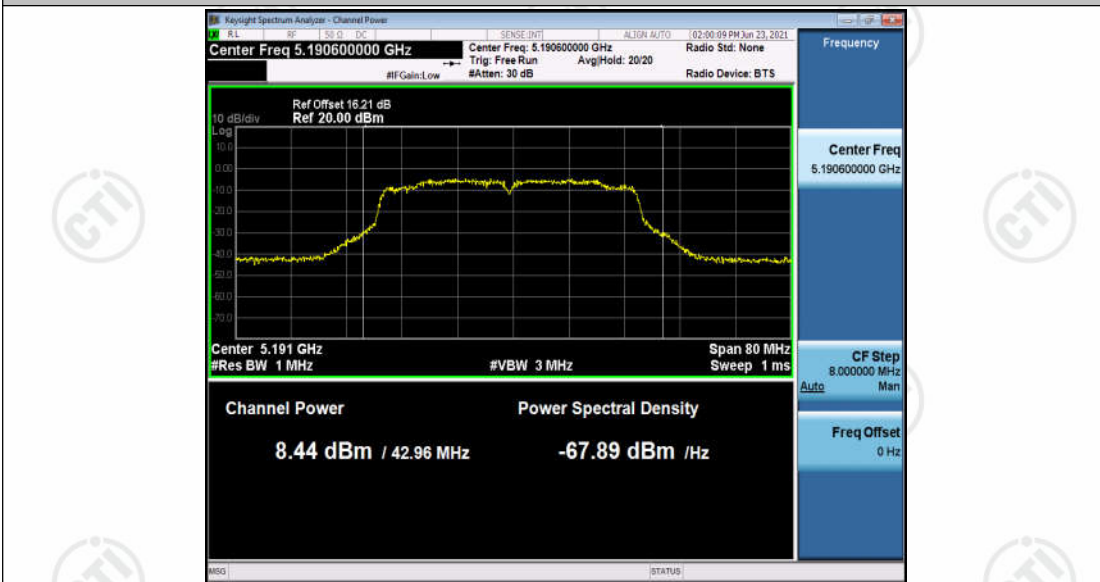 Keysight Spectrum Analyzer - Channel Power
RL RF 50 Ω DC SENSE:INT ALIGN AUTO 02:00:09 PM Jun 23, 2021
Center Freq 5.190600000 GHz
Center Freq: 5.190600000 GHz
Radio Std: None
Trig: Free Run Avg|Hold: 20/20
#IFGain:Low
#Atten: 30 dB
Radio Device: BTS
Frequency
Ref Offset 16.21 dB
10 dB/div Ref 20.00 dBm
Log
10.0
0.00
-10.0
-20.0
-30.0
-40.0
-50.0
-60.0
-70.0
Center 5.191 GHz
Span 80 MHz
#Res BW 1 MHz
#VBW 3 MHz
Sweep 1 ms
Channel Power
Power Spectral Density
8.44 dBm / 42.96 MHz
-67.89 dBm /Hz
Center Freq
5.190600000 GHz
CF Step
8.000000 MHz
Auto Man
Freq Offset
0 Hz
MSG
STATUS
CTI
CTI
CTI
CTI